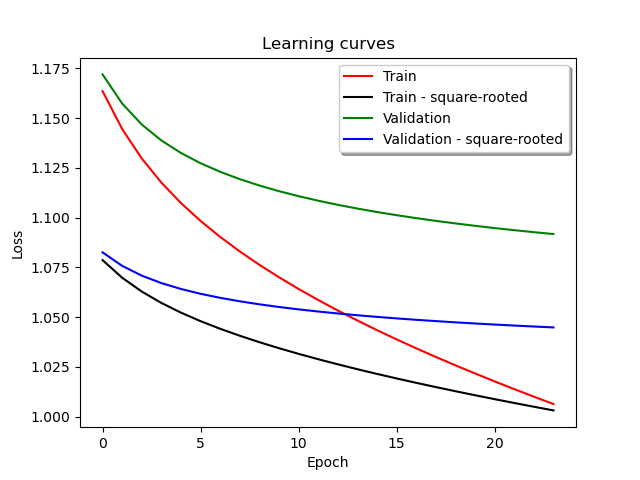 Learning curves
Loss
1.175
1.150
1.125
1.100
1.075
1.050
1.025
1.000
Train
Train - square-rooted
Validation
Validation - square-rooted
0
5
10
15
20
Epoch